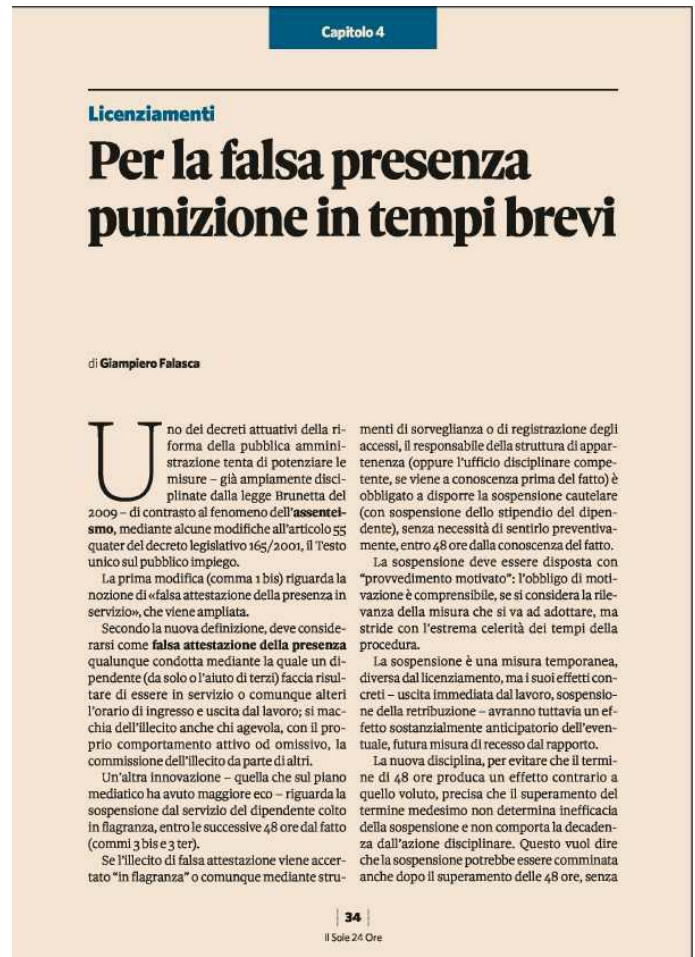 Capitolo 4
Licenziamenti
Per la falsa presenza
punizione in tempi brevi
di Giampiero Falasca
Uno dei decreti attuativi della ri-
forma della pubblica ammini-
strazione tenta di potenziare le
misure – già ampiamente disci-
plinate dalla legge Brunetta del
2009 – di contrasto al fenomeno dell'assentei-
smo, mediante alcune modifiche all'articolo 55
quater del decreto legislativo 165/2001, il Testo
unico sul pubblico impiego.
La prima modifica (comma 1 bis) riguarda la
nozione di «falsa attestazione della presenza in
servizio», che viene ampliata.
Secondo la nuova definizione, deve conside-
rarsi come falsa attestazione della presenza
qualunque condotta mediante la quale un di-
pendente (da solo o l'aiuto di terzi) faccia risul-
tare di essere in servizio o comunque alteri
l'orario di ingresso e uscita dal lavoro; si mac-
chia dell'illecito anche chi agevola, con il pro-
prio comportamento attivo od omissivo, la
commissione dell'illecito da parte di altri.
Un'altra innovazione – quella che sul piano
mediatico ha avuto maggiore eco – riguarda la
sospensione dal servizio del dipendente colto
in flagranza, entro le successive 48 ore dal fatto
(commi 3 bis e 3 ter).
Se l'illecito di falsa attestazione viene accer-
tato "in flagranza" o comunque mediante stru-
menti di sorveglianza o di registrazione degli
accessi, il responsabile della struttura di appar-
tenenza (oppure l'ufficio disciplinare compe-
tente, se viene a conoscenza prima del fatto) è
obbligato a disporre la sospensione cautelare
(con sospensione dello stipendio del dipen-
dente), senza necessità di sentirlo preventiva-
mente, entro 48 ore dalla conoscenza del fatto.
La sospensione deve essere disposta con
"provvedimento motivato": l'obbligo di moti-
vazione è comprensibile, se si considera la rile-
vanza della misura che si va ad adottare, ma
stride con l'estrema celerità dei tempi della
procedura.
La sospensione è una misura temporanea,
diversa dal licenziamento, ma i suoi effetti con-
creti – uscita immediata dal lavoro, sospensio-
ne della retribuzione – avranno tuttavia un ef-
fetto sostanzialmente anticipatorio dell'even-
tuale, futura misura di recesso dal rapporto.
La nuova disciplina, per evitare che il termi-
ne di 48 ore produca un effetto contrario a
quello voluto, precisa che il superamento del
termine medesimo non determina inefficacia
della sospensione e non comporta la decaden-
za dall'azione disciplinare. Questo vuol dire
che la sospensione potrebbe essere comminata
anche dopo il superamento delle 48 ore, senza
34
Il Sole 24 Ore